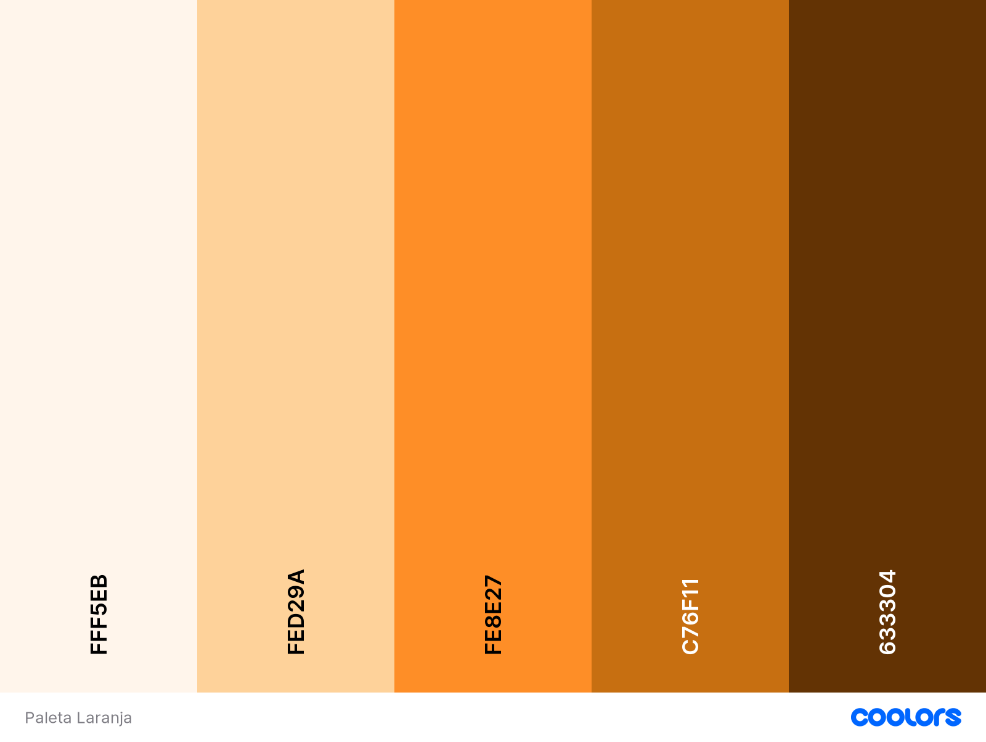 FFF5EB
FED29A
FE8E27
C76F11
633304
Paleta Laranja
coolors